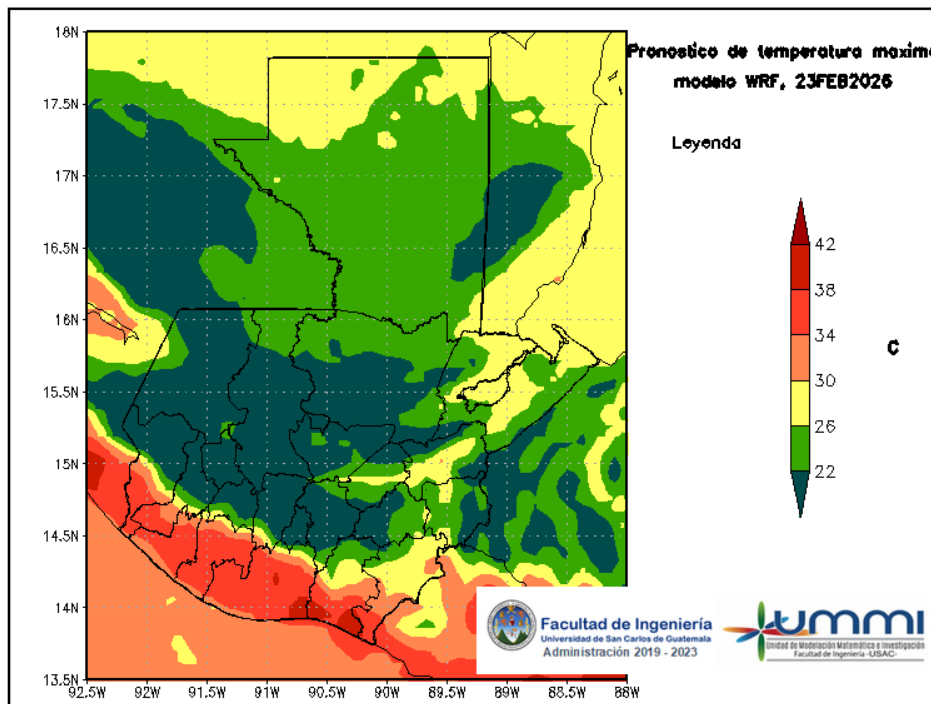 Pronostico de temperatura maxim
modelo WRF, 23FEB2026
Leyenda
18N
17.5N
17N
16.5N
16N
15.5N
15N
14.5N
14N
13.5N
92.5W 92W 91.5W 91W 90.5W 90W 89.5W 89W 88.5W 88W
42
38
34
30
26
22
C
Facultad de Ingeniería
Universidad de San Carlos de Guatemala
Administración 2019 - 2023
UMMI
Unidad de Modelación Matemática e Investigación
Facultad de Ingeniería -USAC-